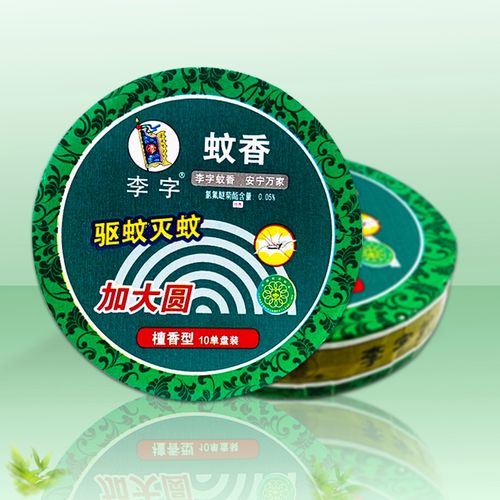 蚊香
李字®
李字蚊香 安宁万家
氯氟醚菊酯含量 0.05%
驱蚊灭蚊
加大圆
檀香型 10单盘装
李字